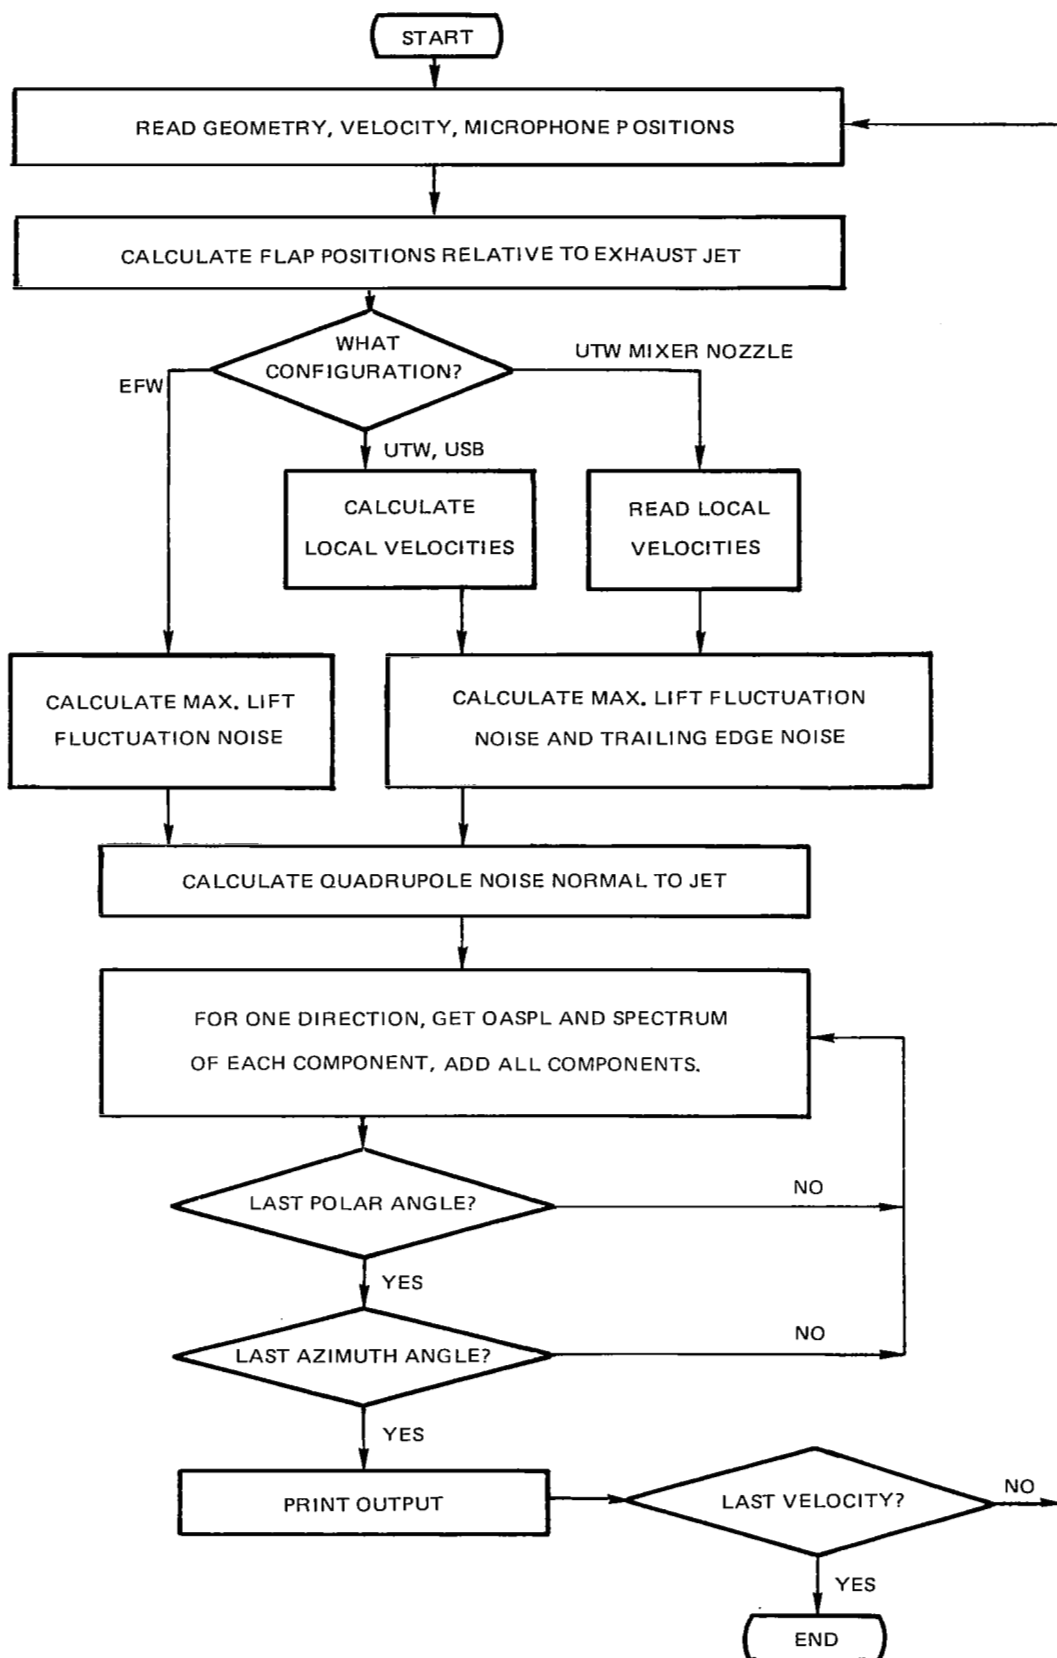 START
READ GEOMETRY, VELOCITY, MICROPHONE POSITIONS
CALCULATE FLAP POSITIONS RELATIVE TO EXHAUST JET
WHAT
CONFIGURATION?
UTW MIXER NOZZLE
EFW
UTW, USB
CALCULATE
LOCAL VELOCITIES
READ LOCAL
VELOCITIES
CALCULATE MAX. LIFT
FLUCTUATION NOISE
CALCULATE MAX. LIFT FLUCTUATION
NOISE AND TRAILING EDGE NOISE
CALCULATE QUADRUPOLE NOISE NORMAL TO JET
FOR ONE DIRECTION, GET OASPL AND SPECTRUM
OF EACH COMPONENT, ADD ALL COMPONENTS.
LAST POLAR ANGLE?
NO
YES
LAST AZIMUTH ANGLE?
NO
YES
PRINT OUTPUT
LAST VELOCITY?
NO
YES
END